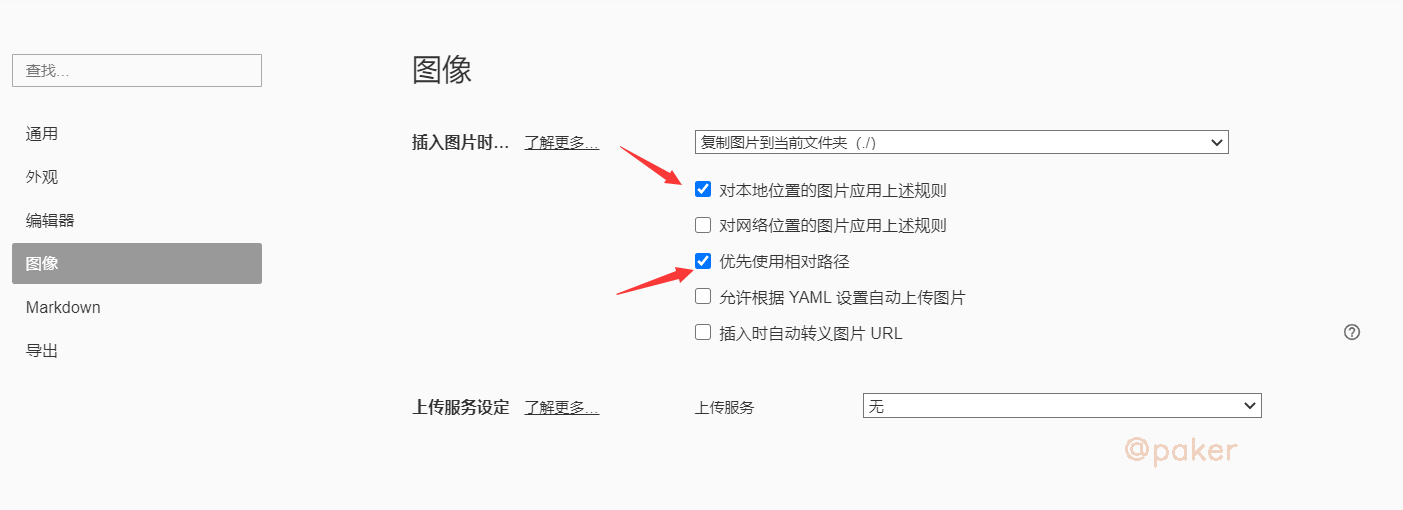 查找...
通用
外观
编辑器
图像
Markdown
导出
图像
插入图片时... 了解更多... 复制图片到当前文件夹（./）
对本地位置的图片应用上述规则
对网络位置的图片应用上述规则
优先使用相对路径
允许根据 YAML 设置自动上传图片
插入时自动转义图片 URL
上传服务设定 了解更多... 上传服务 无
@paker